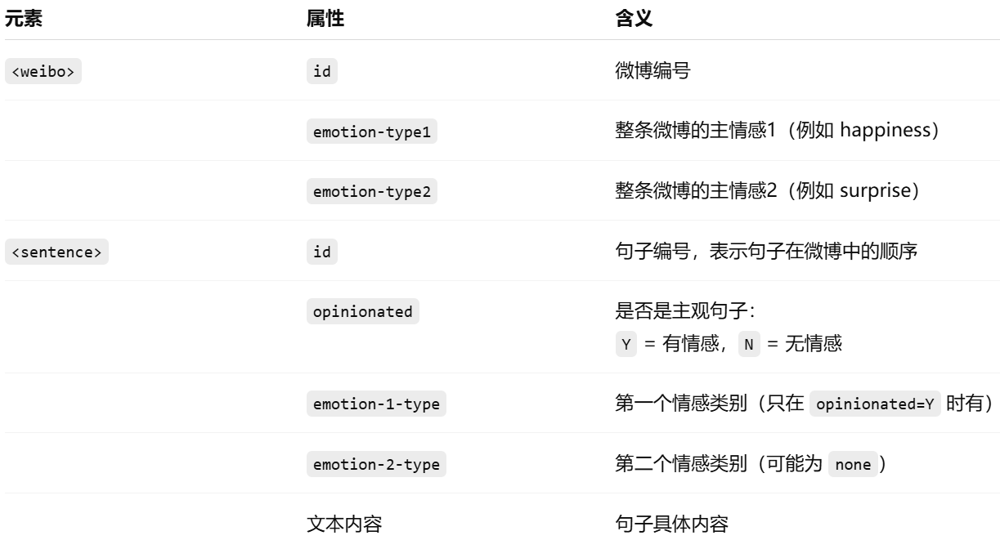 元素 属性 含义
<weibo> id 微博编号
emotion-type1 整条微博的主情感1（例如 happiness）
emotion-type2 整条微博的主情感2（例如 surprise）
<sentence> id 句子编号，表示句子在微博中的顺序
opinionated 是否是主观句子：
Y = 有情感，N = 无情感
emotion-1-type 第一个情感类别（只在 opinionated=Y 时有）
emotion-2-type 第二个情感类别（可能为 none）
文本内容 句子具体内容